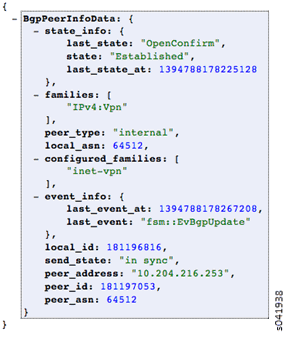 {
– BgpPeerInfoData: {
– state_info: {
last_state: "OpenConfirm",
state: "Established",
last_state_at: 1394788178225128
},
– families: [
"IPv4:Vpn"
],
peer_type: "internal",
local_asn: 64512,
– configured_families: [
"inet-vpn"
],
– event_info: {
last_event_at: 1394788178267208,
last_event: "fsm::EvBgpUpdate"
},
local_id: 181196816,
send_state: "in sync",
peer_address: "10.204.216.253",
peer_id: 181197053,
peer_asn: 64512
}
}
s041938